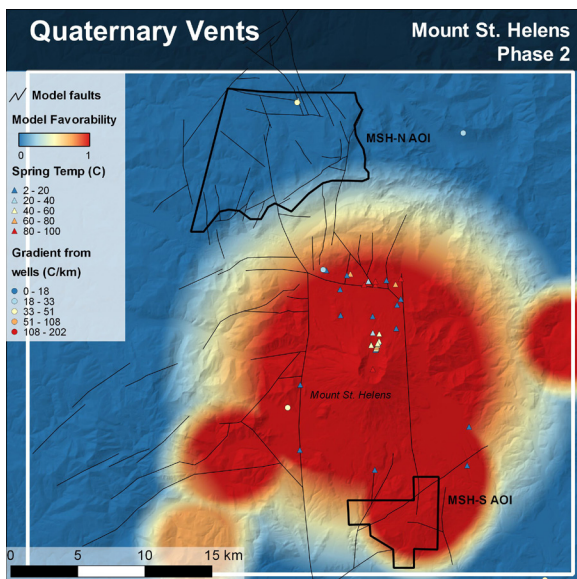 Quaternary Vents
Mount St. Helens
Phase 2
Model faults
Model Favorability
0 1
Spring Temp (C)
2 - 20
20 - 40
40 - 60
60 - 80
80 - 100
Gradient from
wells (C/km)
0 - 18
18 - 33
33 - 51
51 - 108
108 - 202
MSH-N AOI
Mount St. Helens
MSH-S AOI
0 5 10 15 km